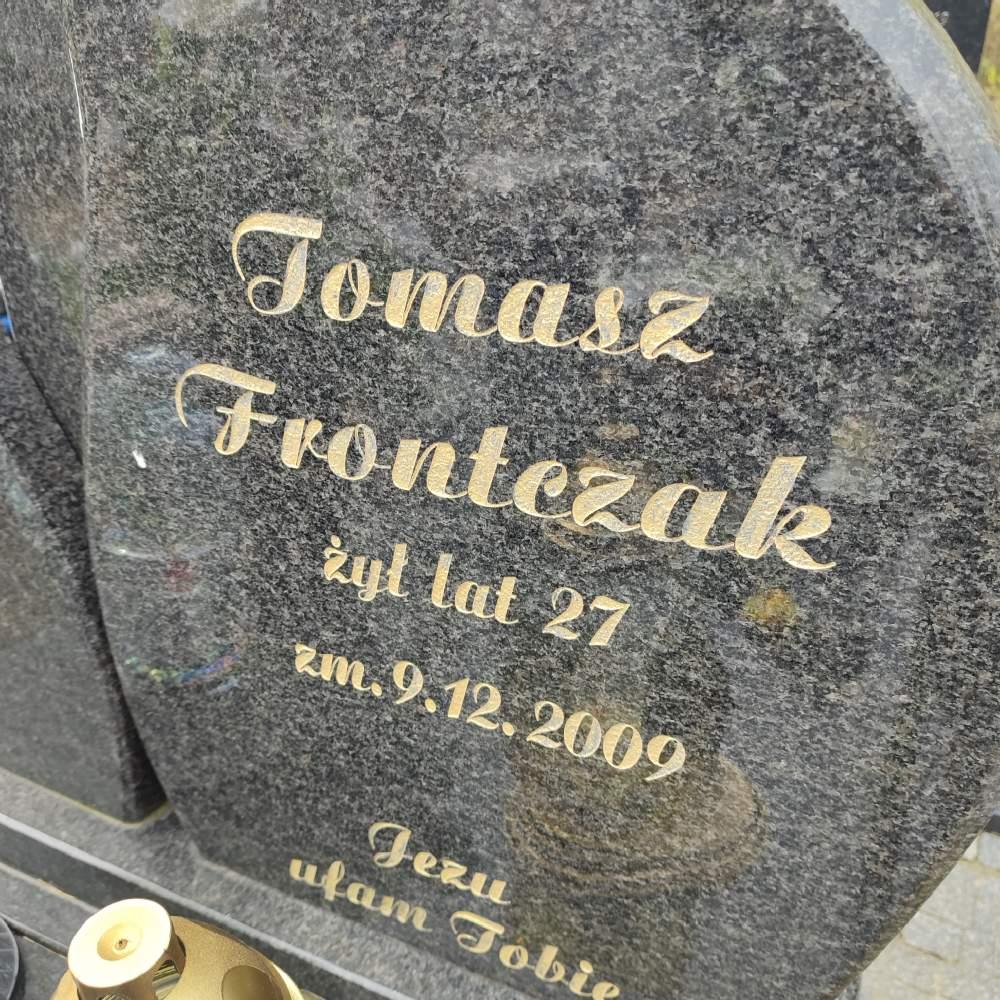 Tomasz
Frontczak
żył lat 27
zm. 9.12.2009
Jezu
ufam Tobie